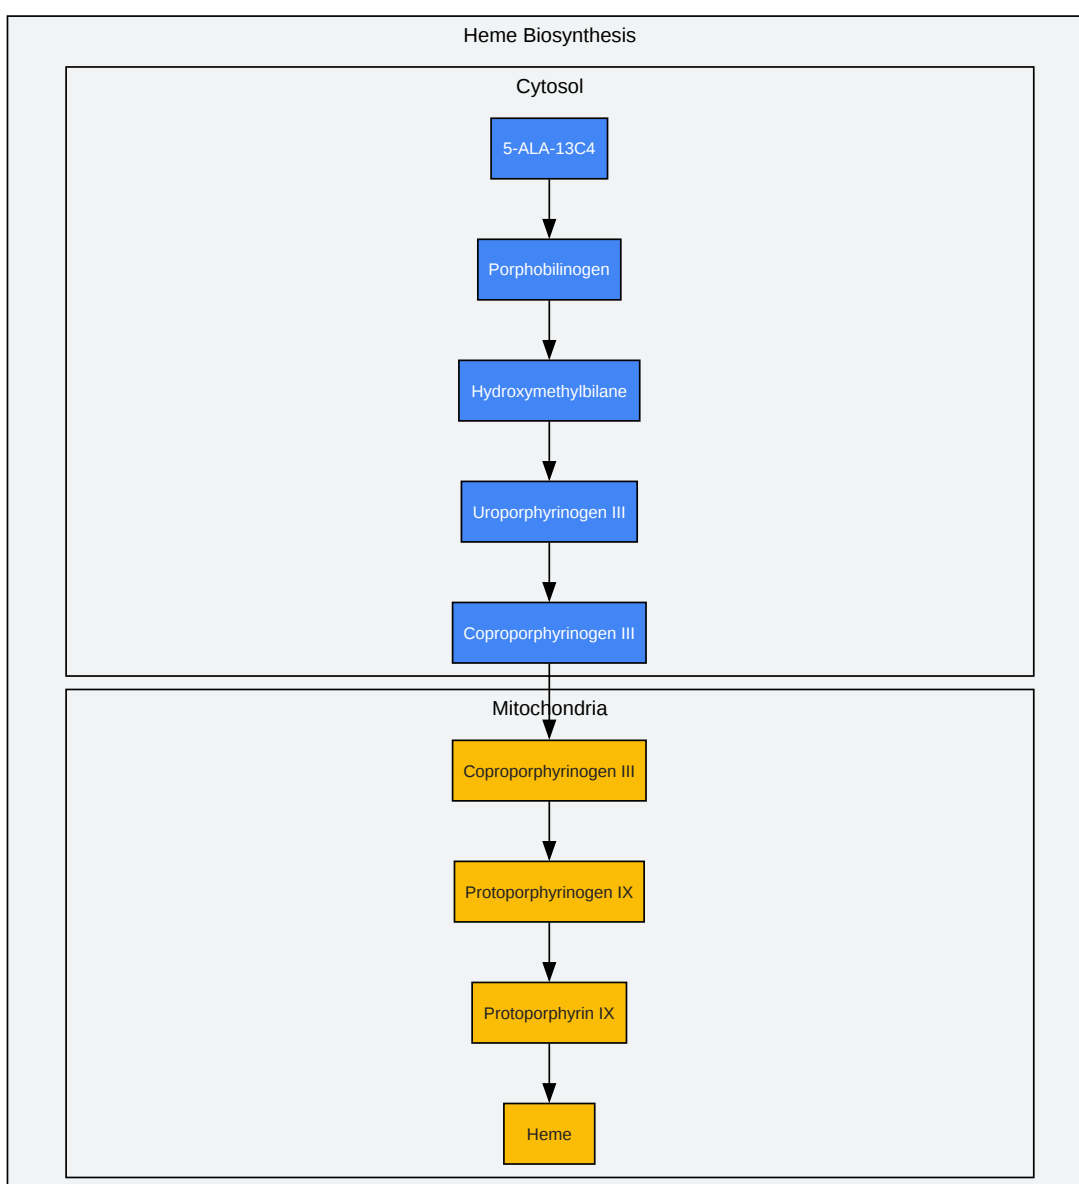 Heme Biosynthesis
Cytosol
5-ALA-13C4
Porphobilinogen
Hydroxymethylbilane
Uroporphyrinogen III
Coproporphyrinogen III
Mitochondria
Coproporphyrinogen III
Protoporphyrinogen IX
Protoporphyrin IX
Heme